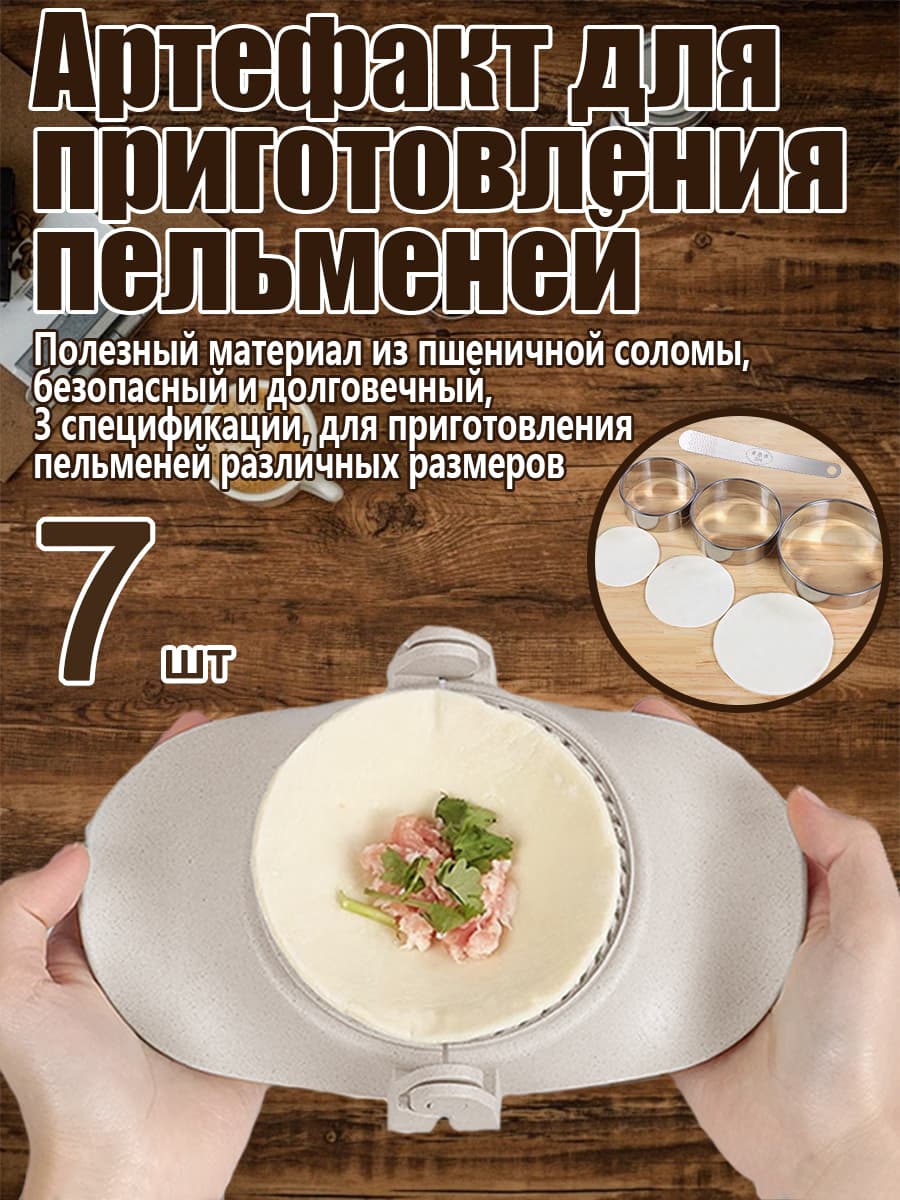 Артефакт для
приготовления
пельменей
Полезный материал из пшеничной соломы,
безопасный и долговечный,
3 спецификации, для приготовления
пельменей различных размеров
7 шт